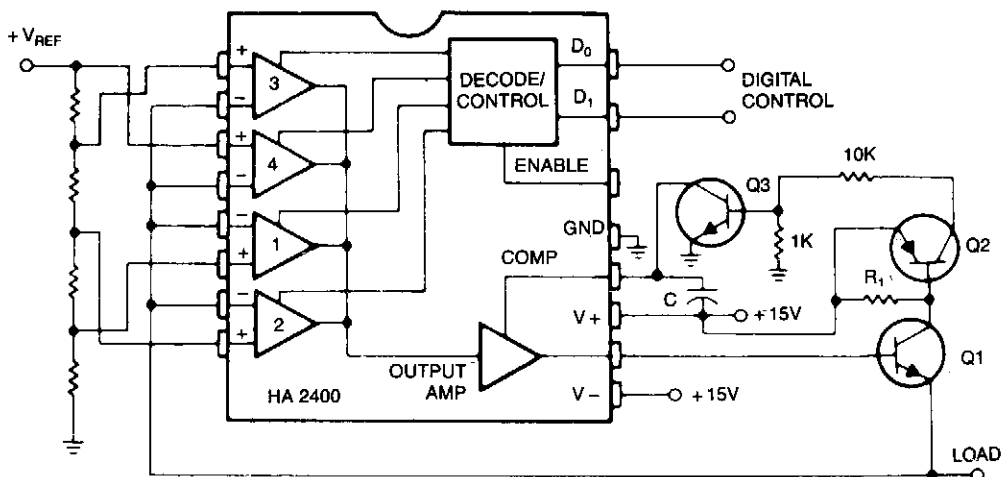 + V_REF
+
3
−
+
4
−
−
1
+
−
2
+
DECODE/
CONTROL
D₀
D₁
DIGITAL
CONTROL
ENABLE
GND
COMP
C
V +
+15V
OUTPUT
AMP
HA 2400
V −
+ 15V
Q3
10K
1K
Q2
R₁
Q1
LOAD